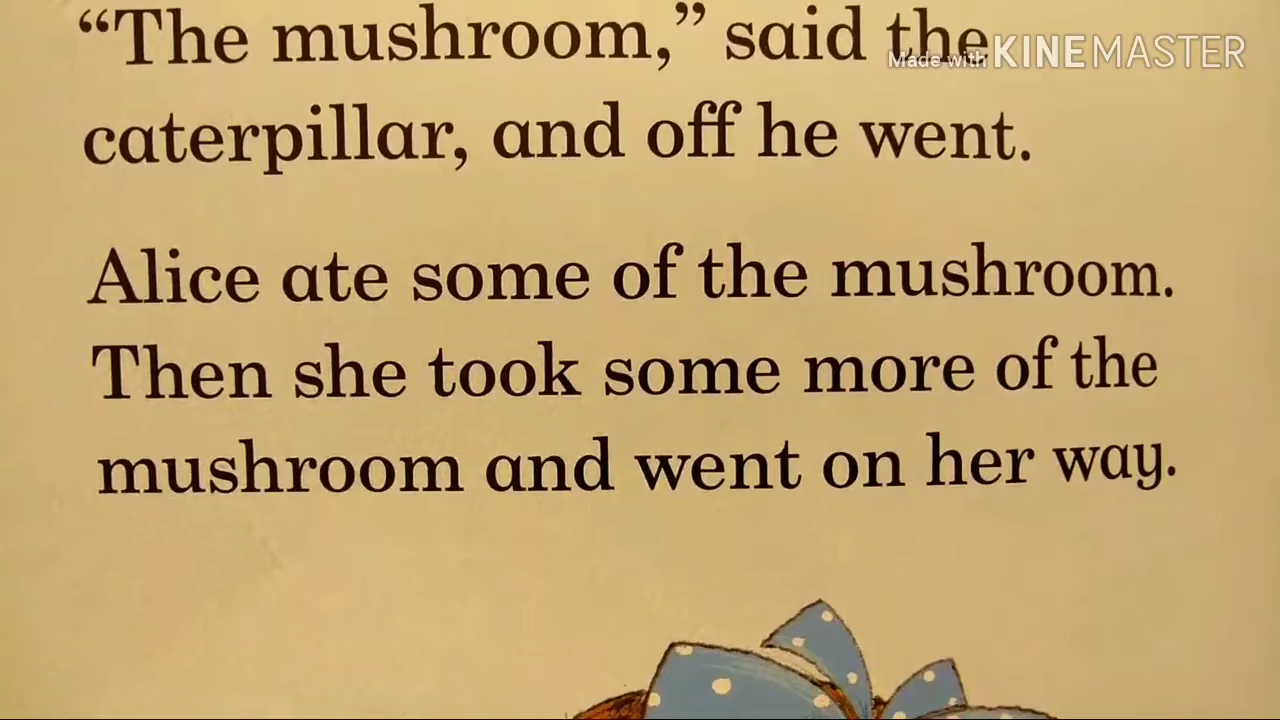 “The mushroom,” said the
Made with KINEMASTER
caterpillar, and off he went.
Alice ate some of the mushroom.
Then she took some more of the
mushroom and went on her way.